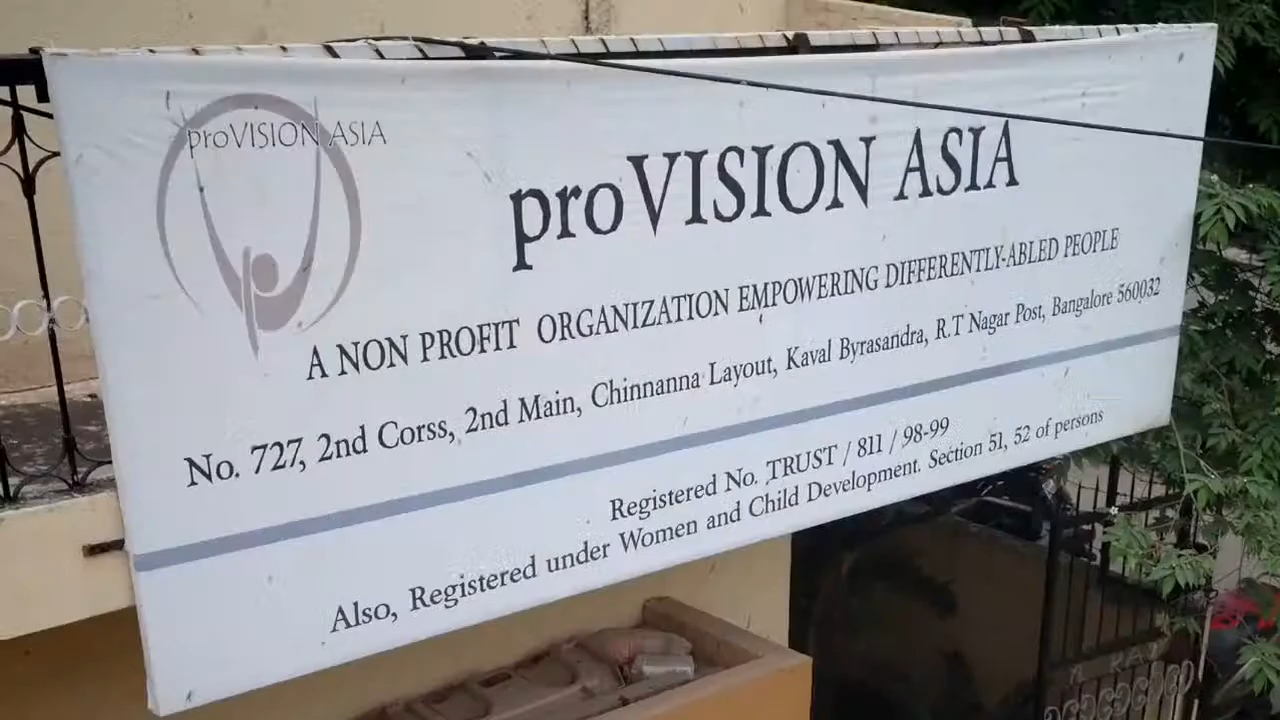 proVISION ASIA
proVISION ASIA
A NON PROFIT ORGANIZATION EMPOWERING DIFFERENTLY-ABLED PEOPLE
No. 727, 2nd Corss, 2nd Main, Chinnanna Layout, Kaval Byrasandra, R.T Nagar Post, Bangalore 560032
Registered No. TRUST / 811 / 98-99
Also, Registered under Women and Child Development. Section 51, 52 of persons